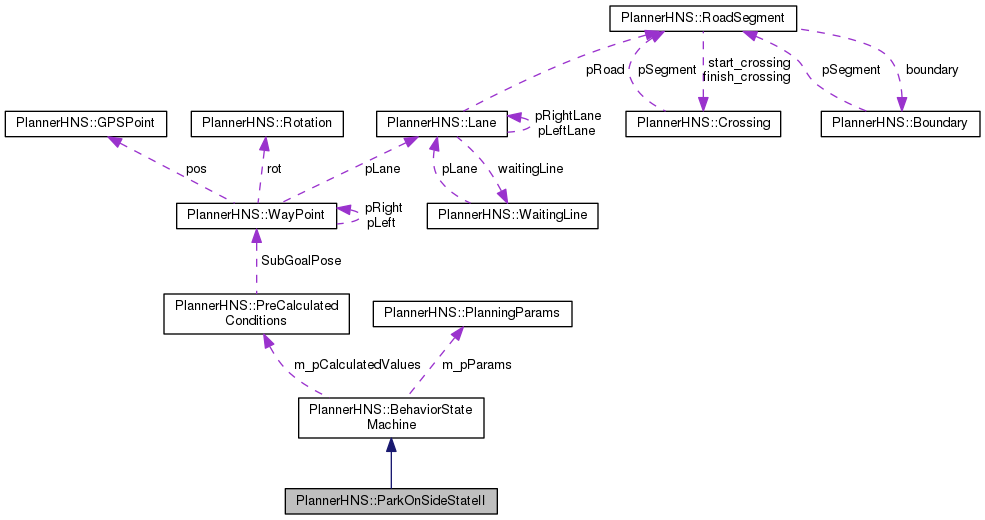 PlannerHNS::RoadSegment
start_crossing
finish_crossing
pRoad
pSegment
pSegment
boundary
PlannerHNS::GPSPoint
PlannerHNS::Rotation
PlannerHNS::Lane
pRightLane
pLeftLane
PlannerHNS::Crossing
PlannerHNS::Boundary
pos
rot
pLane
pLane
waitingLine
PlannerHNS::WayPoint
pRight
pLeft
PlannerHNS::WaitingLine
SubGoalPose
PlannerHNS::PreCalculated
Conditions
PlannerHNS::PlanningParams
m_pCalculatedValues
m_pParams
PlannerHNS::BehaviorState
Machine
PlannerHNS::ParkOnSideStateII